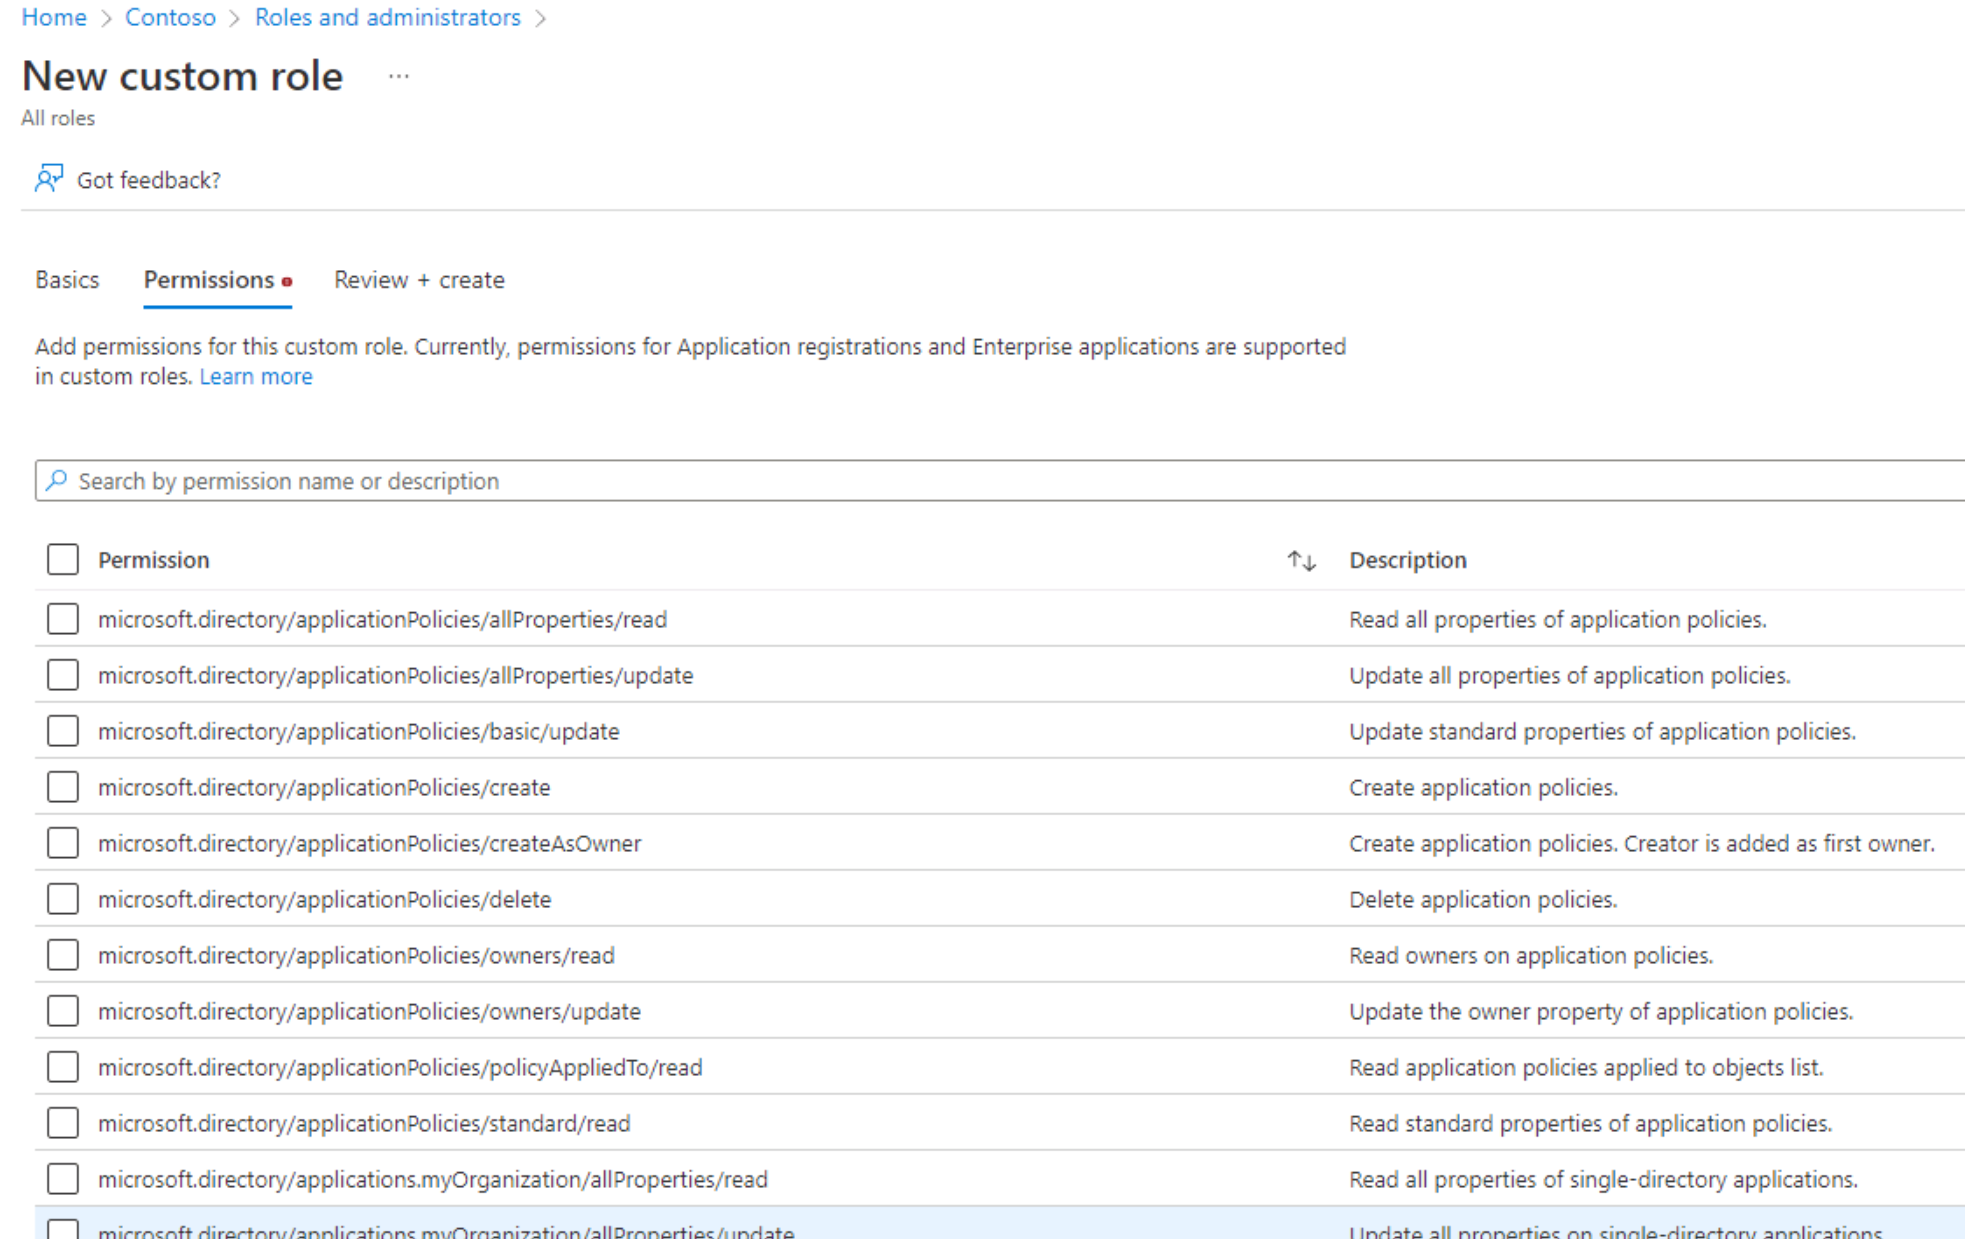 Home > Contoso > Roles and administrators >
New custom role ...
All roles
Got feedback?
Basics Permissions Review + create
Add permissions for this custom role. Currently, permissions for Application registrations and Enterprise applications are supported
in custom roles. Learn more
Search by permission name or description
Permission ↑↓ Description
microsoft.directory/applicationPolicies/allProperties/read Read all properties of application policies.
microsoft.directory/applicationPolicies/allProperties/update Update all properties of application policies.
microsoft.directory/applicationPolicies/basic/update Update standard properties of application policies.
microsoft.directory/applicationPolicies/create Create application policies.
microsoft.directory/applicationPolicies/createAsOwner Create application policies. Creator is added as first owner.
microsoft.directory/applicationPolicies/delete Delete application policies.
microsoft.directory/applicationPolicies/owners/read Read owners on application policies.
microsoft.directory/applicationPolicies/owners/update Update the owner property of application policies.
microsoft.directory/applicationPolicies/policyAppliedTo/read Read application policies applied to objects list.
microsoft.directory/applicationPolicies/standard/read Read standard properties of application policies.
microsoft.directory/applications.myOrganization/allProperties/read Read all properties of single-directory applications.
microsoft.directory/applications.myOrganization/allProperties/update Update all properties on single-directory applications.